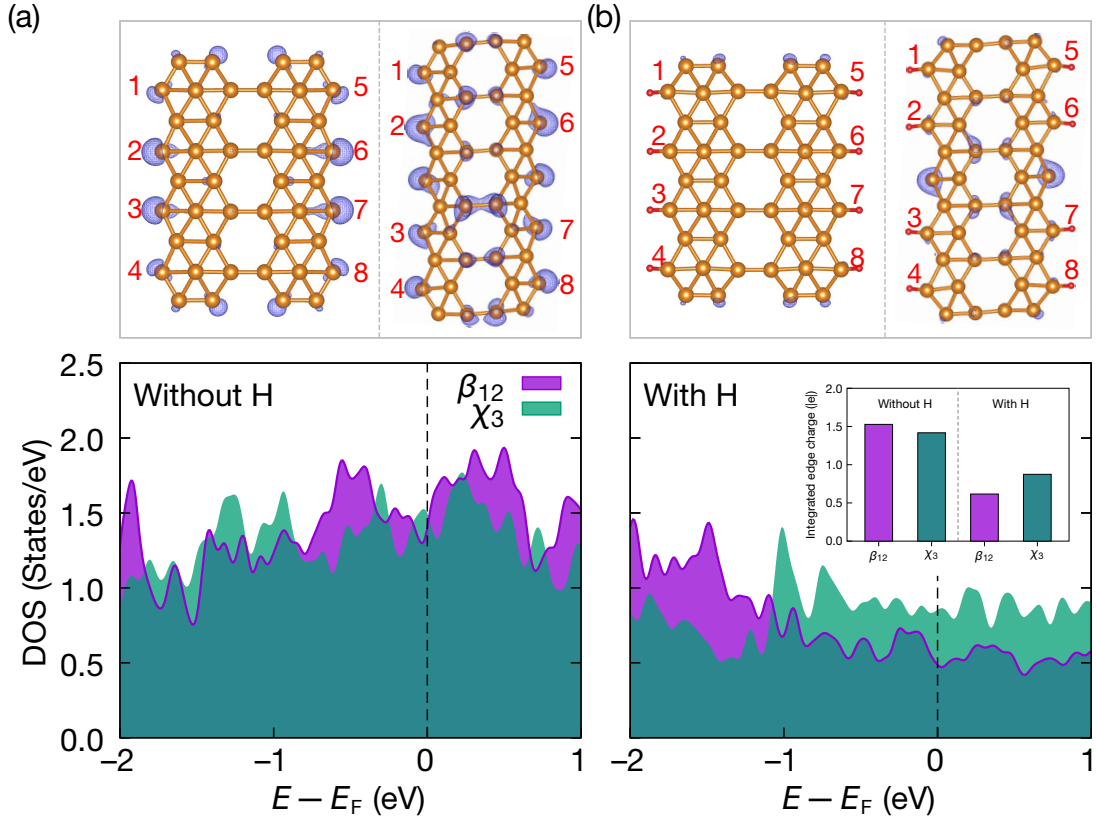 (a)
(b)
1 5 1 5
2 6 2 6
3 7 3 7
4 8 4 8
1 5 1 5
2 6 2 6
3 7 3 7
4 8 4 8
DOS (States/eV)
2.5
2.0
1.5
1.0
0.5
0.0
Without H
β12
χ3
−2 −1 0 1
E − EF (eV)
With H
Integrated edge charge (|e|)
2.0
1.5
1.0
0.5
0.0
Without H With H
β12 χ3 β12 χ3
−2 −1 0 1
E − EF (eV)